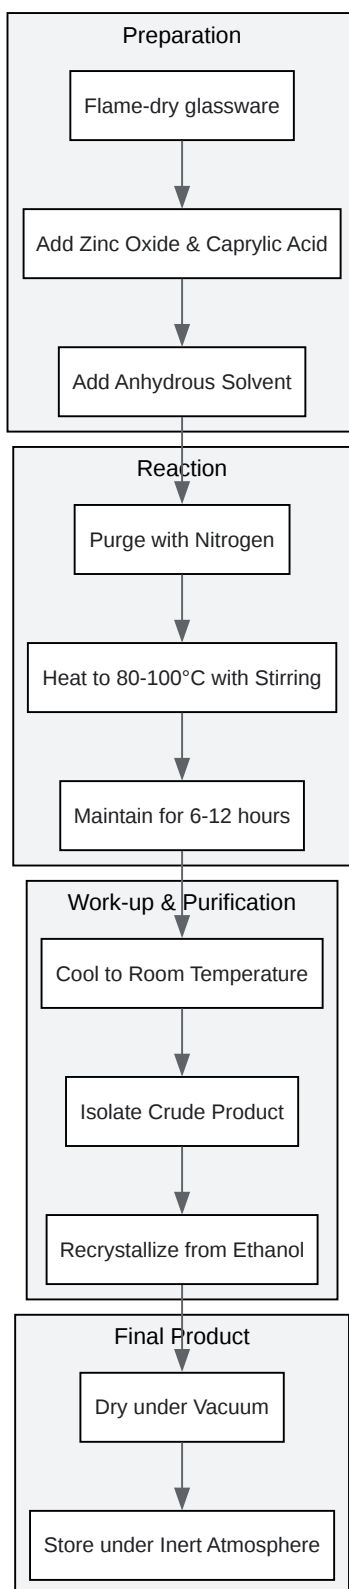 Preparation
Flame-dry glassware
Add Zinc Oxide & Caprylic Acid
Add Anhydrous Solvent
Reaction
Purge with Nitrogen
Heat to 80-100°C with Stirring
Maintain for 6-12 hours
Work-up & Purification
Cool to Room Temperature
Isolate Crude Product
Recrystallize from Ethanol
Final Product
Dry under Vacuum
Store under Inert Atmosphere